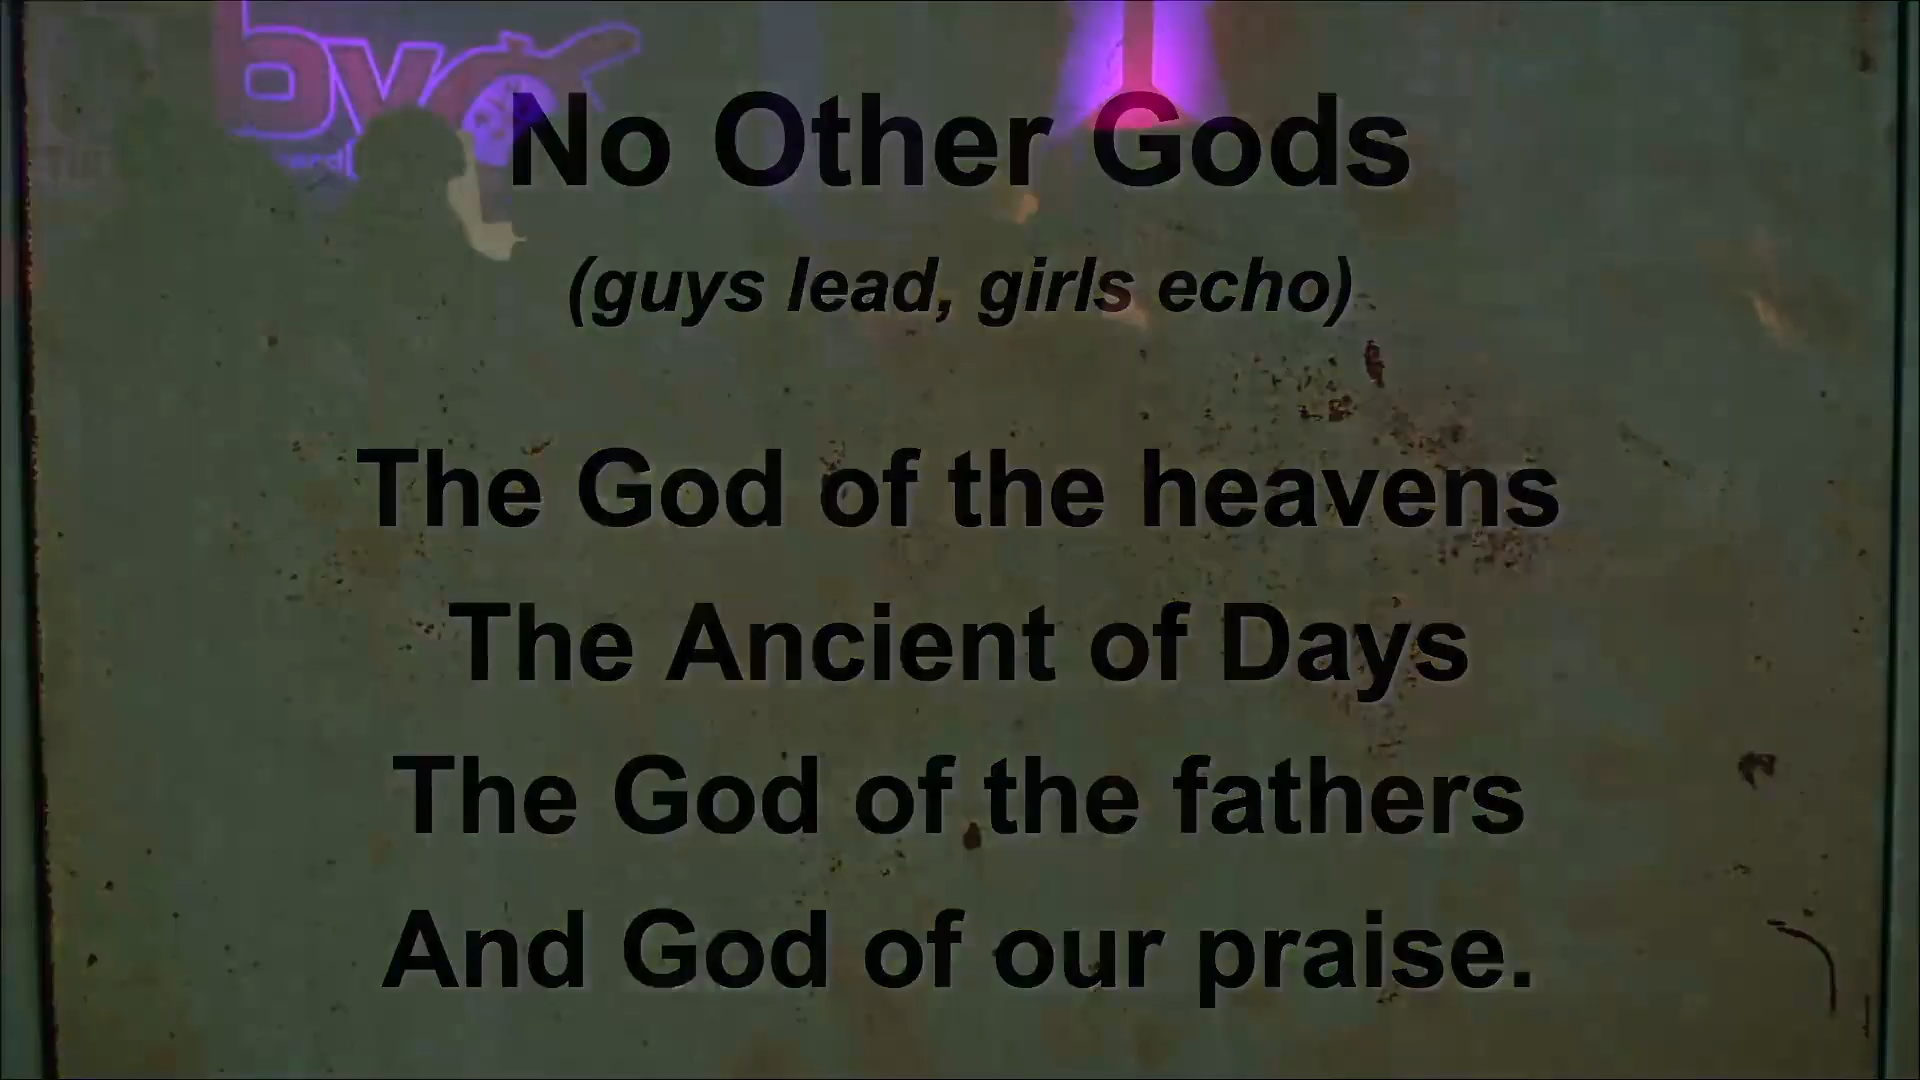 byo
No Other Gods
(guys lead, girls echo)
The God of the heavens
The Ancient of Days
The God of the fathers
And God of our praise.